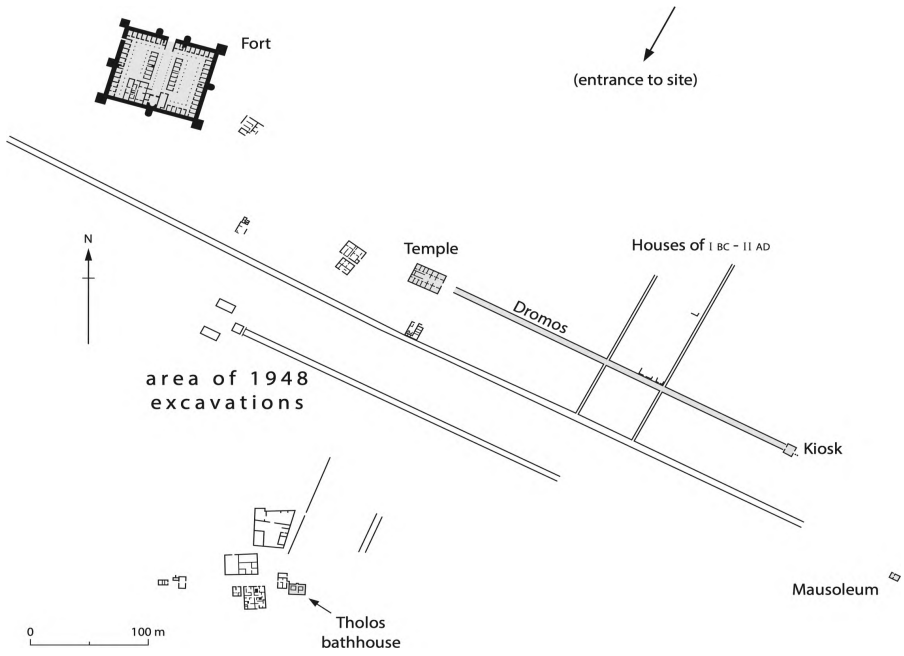 Fort
(entrance to site)
N
Temple
Houses of I BC – II AD
Dromos
area of 1948
excavations
Kiosk
Mausoleum
Tholos
bathhouse
0 100 m